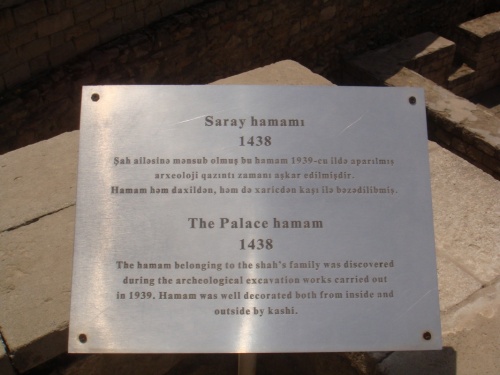 Saray hamamı
1438
Şah ailəsinə mənsub olmuş bu hamam 1939-cu ildə aparılmış
arxeoloji qazıntı zamanı aşkar edilmişdir.
Hamam həm daxildən, həm də xaricdən kaşı ilə bəzədilibmiş.
The Palace hamam
1438
The hamam belonging to the shah's family was discovered
during the archeological excavation works carried out
in 1939. Hamam was well decorated both from inside and
outside by kashi.